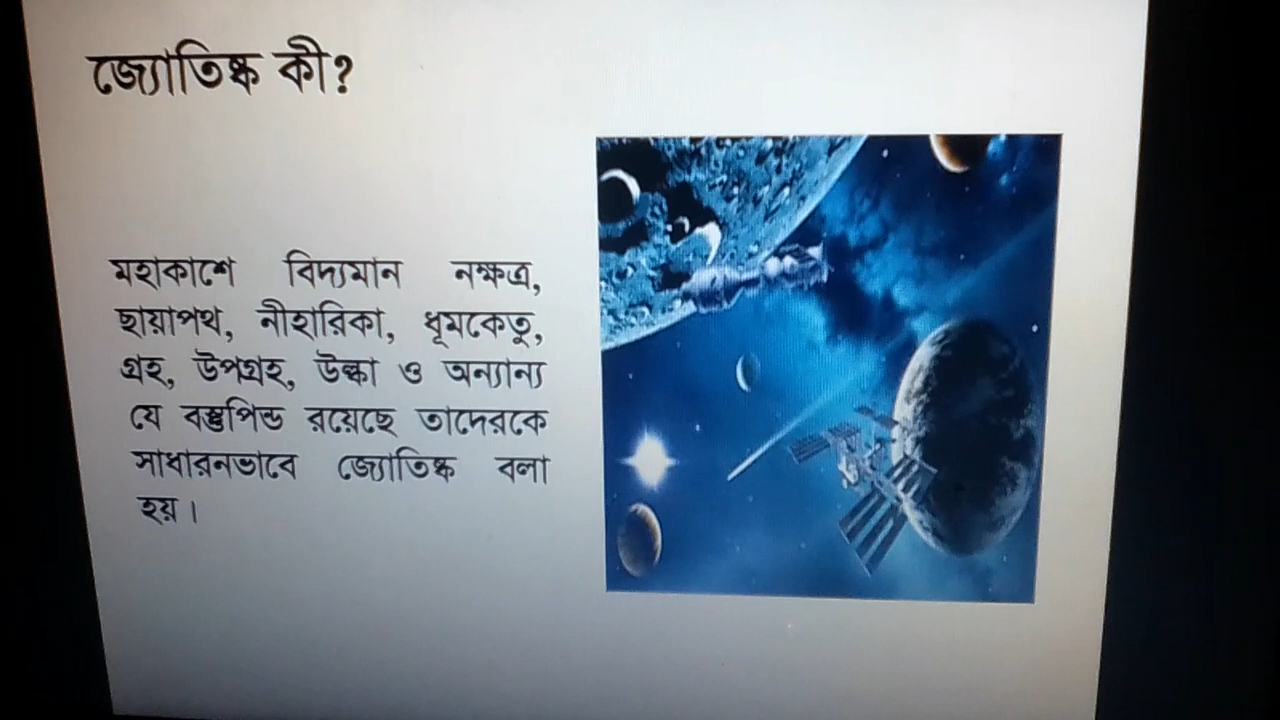 জ্যোতিষ্ক কী?
মহাকাশে বিদ্যমান নক্ষত্র,
ছায়াপথ, নীহারিকা, ধূমকেতু,
গ্রহ, উপগ্রহ, উল্কা ও অন্যান্য
যে বস্তুপিন্ড রয়েছে তাদেরকে
সাধারনভাবে জ্যোতিষ্ক বলা
হয়।